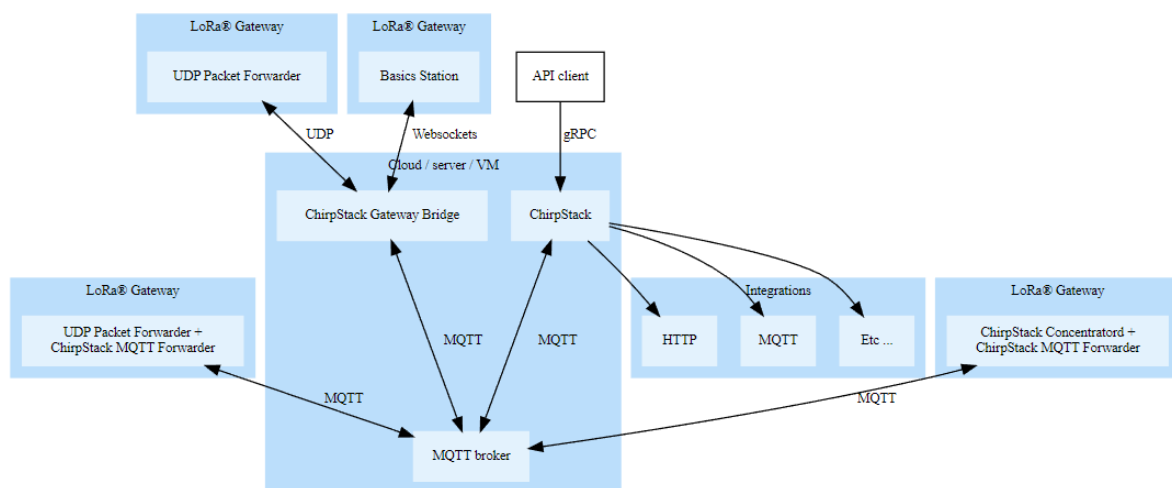 LoRa® Gateway
UDP Packet Forwarder
LoRa® Gateway
Basics Station
API client
UDP
Websockets
gRPC
Cloud / server / VM
ChirpStack Gateway Bridge
ChirpStack
LoRa® Gateway
UDP Packet Forwarder +
ChirpStack MQTT Forwarder
MQTT
MQTT
Integrations
HTTP
MQTT
Etc ...
LoRa® Gateway
ChirpStack Concentratord +
ChirpStack MQTT Forwarder
MQTT
MQTT
MQTT broker